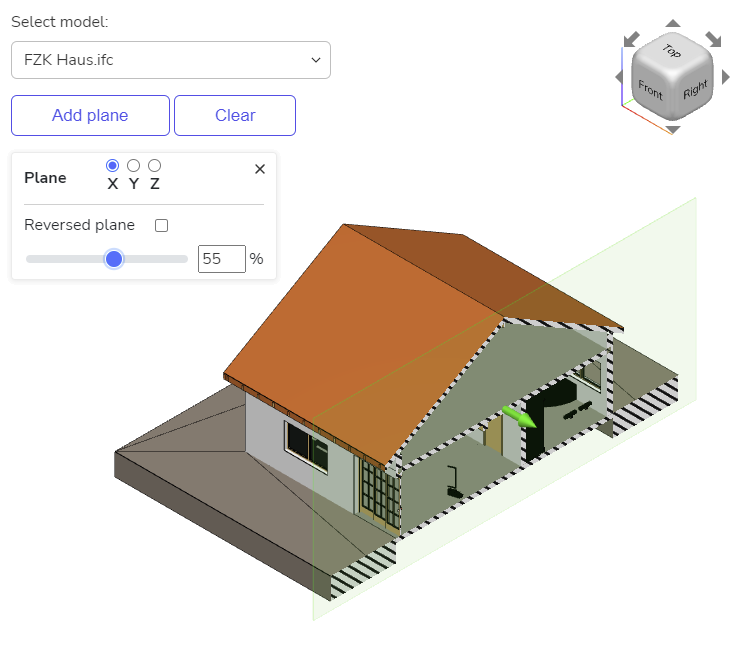 Select model:
FZK Haus.ifc
Add plane
Clear
Plane
X Y Z
Reversed plane
55 %
Top
Front
Right